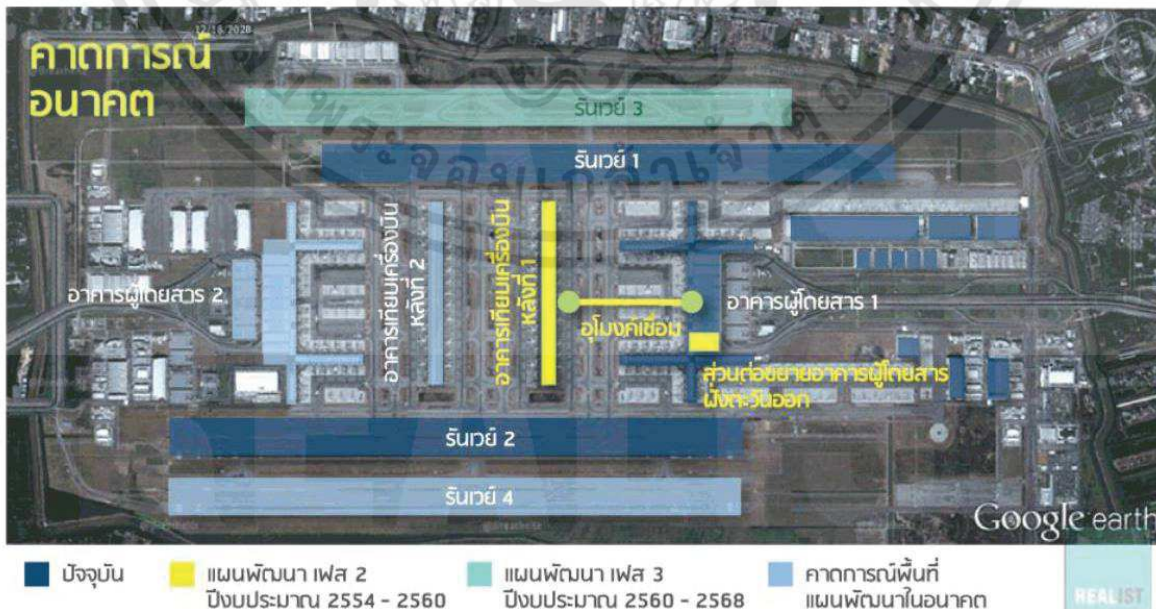 12/18/2020
คาดการณ์
อนาคต
รันเวย์ 3
รันเวย์ 1
อาคารผู้โดยสาร 2
อาคารเทียบเครื่องบิน
หลังที่ 2
อาคารเทียบเครื่องบิน
หลังที่ 1
อุโมงค์เชื่อม
อาคารผู้โดยสาร 1
ส่วนต่อขยายอาคารผู้โดยสาร
ฝั่งตะวันออก
รันเวย์ 2
รันเวย์ 4
Google earth
ปัจจุบัน
แผนพัฒนา เฟส 2
ปีงบประมาณ 2554 - 2560
แผนพัฒนา เฟส 3
ปีงบประมาณ 2560 - 2568
คาดการณ์พื้นที่
แผนพัฒนาในอนาคต
REALIST